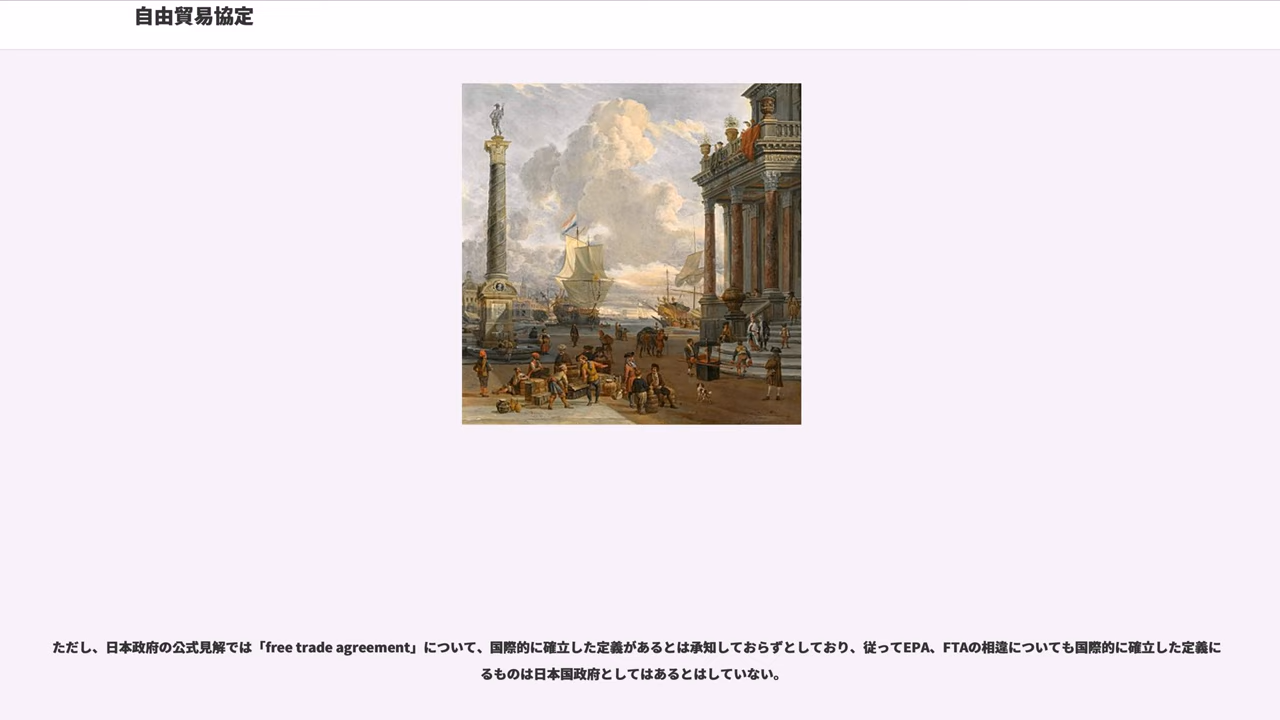 自由貿易協定
ただし、日本政府の公式見解では「free trade agreement」について、国際的に確立した定義があるとは承知しておらずとしており、従ってEPA、FTAの相違についても国際的に確立した定義に
るものは日本国政府としてはあるとはしていない。